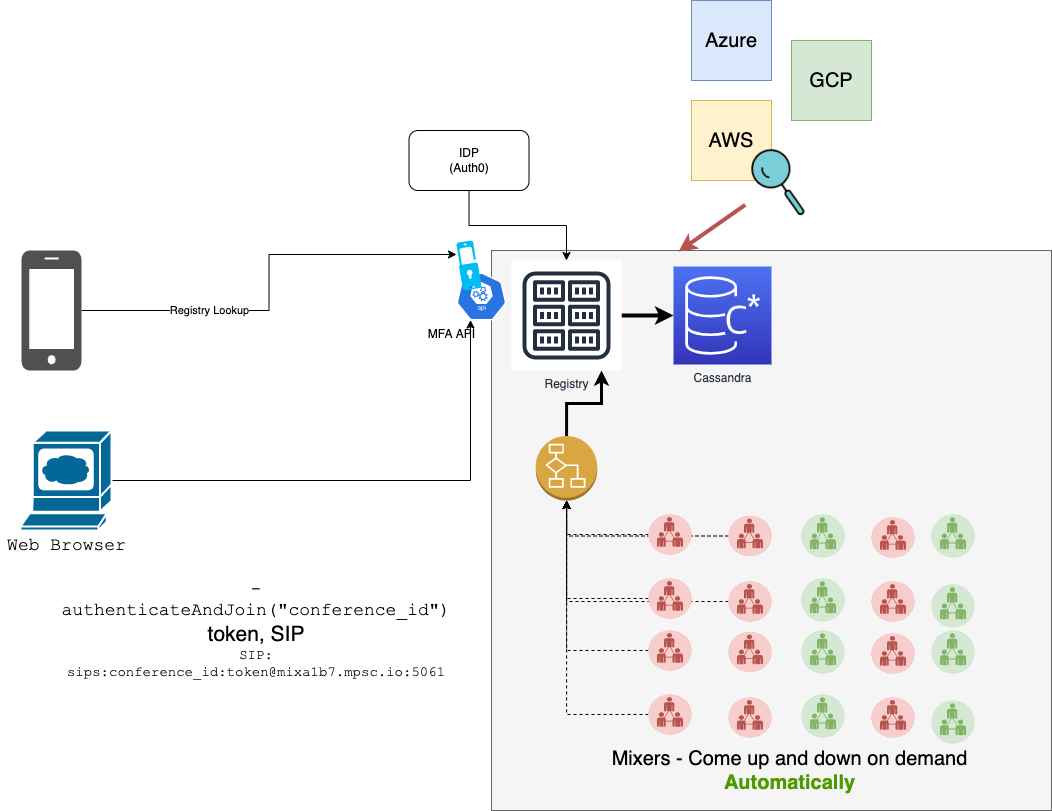 Azure
GCP
AWS
IDP
(Auth0)
Registry Lookup
api
MFA API
C*
Registry
Cassandra
Web Browser
–
authenticateAndJoin("conference_id")
token, SIP
SIP:
sips:conference_id:token@mixa1b7.mpsc.io:5061
Mixers - Come up and down on demand
Automatically